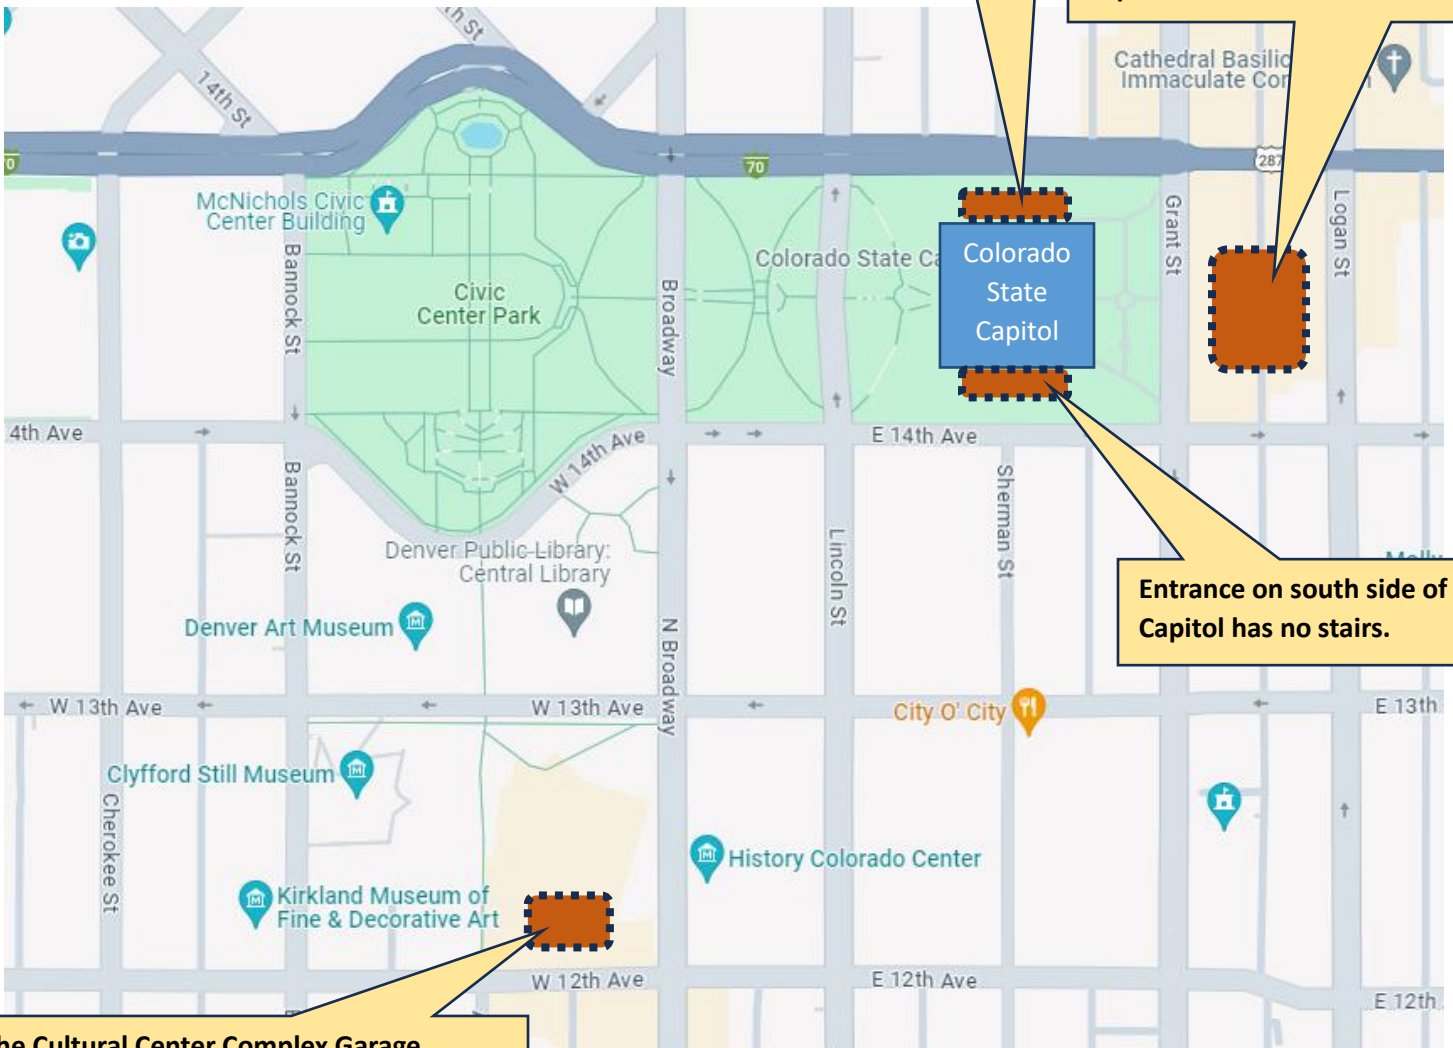 14th St
Cathedral Basilic
Immaculate Con
70
287
McNichols Civic
Center Building
Bannock St
Civic
Center Park
Broadway
Colorado State Ca
Colorado
State
Capitol
Grant St
Logan St
4th Ave
W 14th Ave
E 14th Ave
Bannock St
Denver Public Library:
Central Library
Lincoln St
Sherman St
Entrance on south side of
Capitol has no stairs.
Denver Art Museum
N Broadway
W 13th Ave
W 13th Ave
City O' City
E 13th
Clyfford Still Museum
Cherokee St
History Colorado Center
Kirkland Museum of
Fine & Decorative Art
W 12th Ave
E 12th Ave
E 12th
he Cultural Center Complex Garage